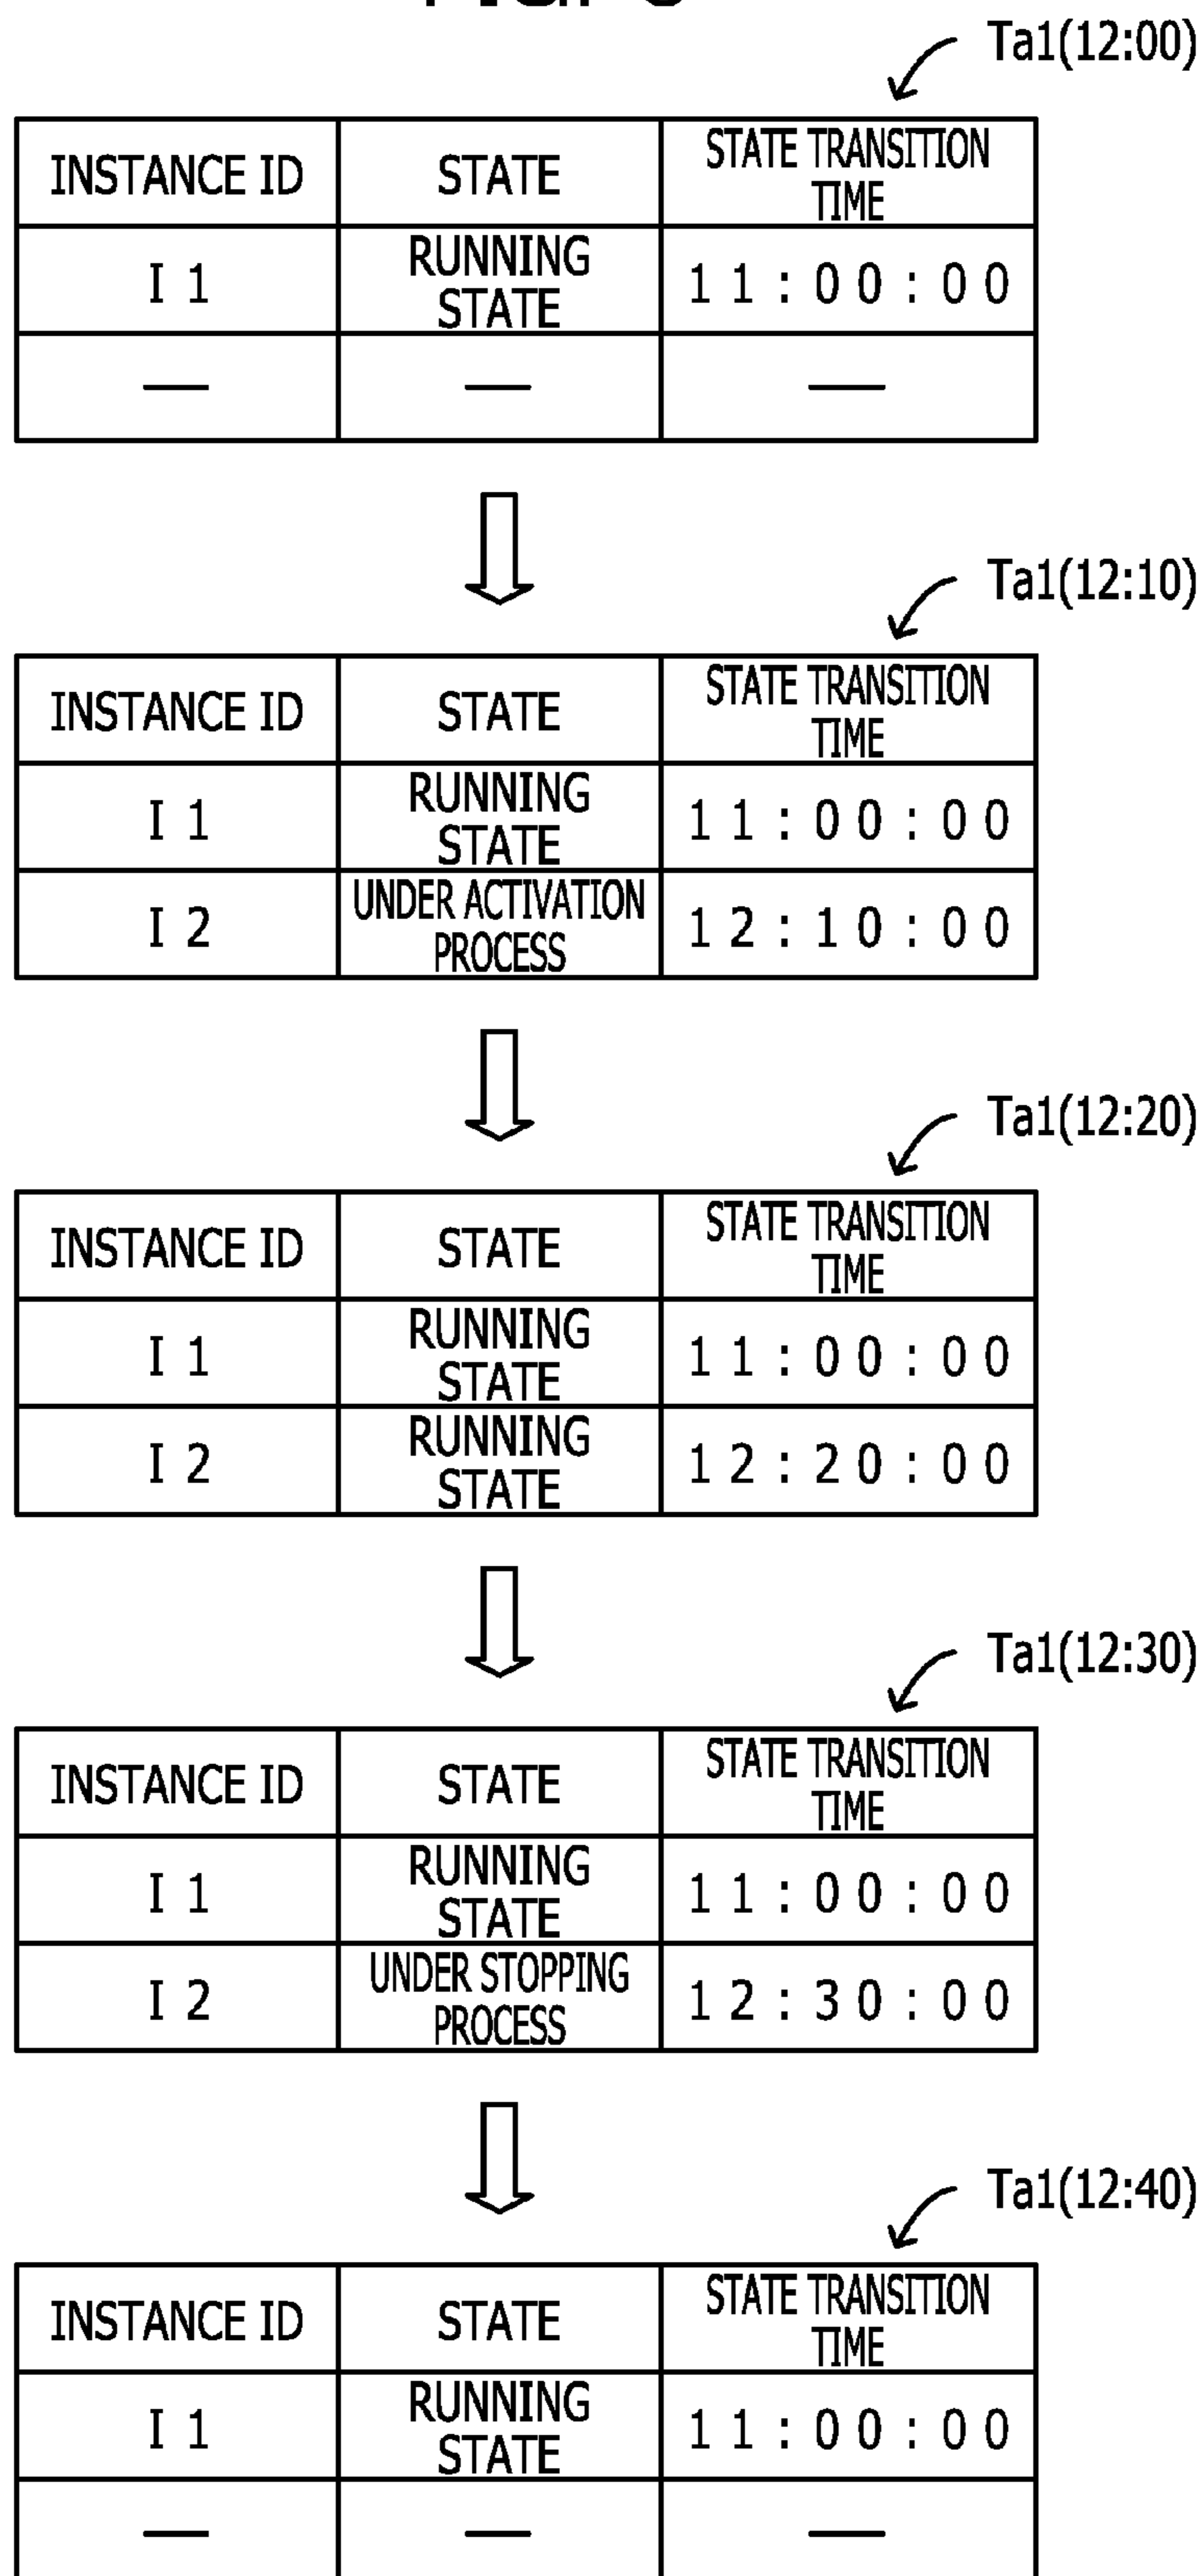 Ta1(12:00)
INSTANCE ID STATE STATE TRANSITION
TIME
I 1 RUNNING
STATE 11:00:00
— — —
Ta1(12:10)
INSTANCE ID STATE STATE TRANSITION
TIME
I 1 RUNNING
STATE 11:00:00
I 2 UNDER ACTIVATION
PROCESS 12:10:00
Ta1(12:20)
INSTANCE ID STATE STATE TRANSITION
TIME
I 1 RUNNING
STATE 11:00:00
I 2 RUNNING
STATE 12:20:00
Ta1(12:30)
INSTANCE ID STATE STATE TRANSITION
TIME
I 1 RUNNING
STATE 11:00:00
I 2 UNDER STOPPING
PROCESS 12:30:00
Ta1(12:40)
INSTANCE ID STATE STATE TRANSITION
TIME
I 1 RUNNING
STATE 11:00:00
— — —